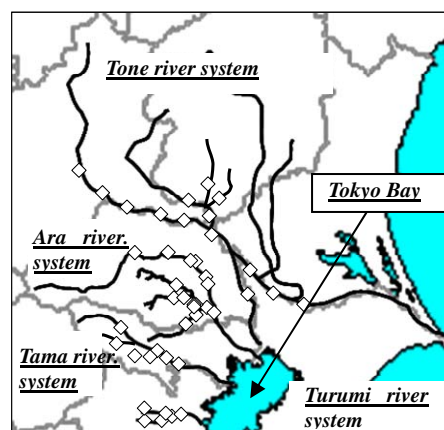 Tone river system
Tokyo Bay
Ara river.
system
Tama river.
system
Turumi river
system